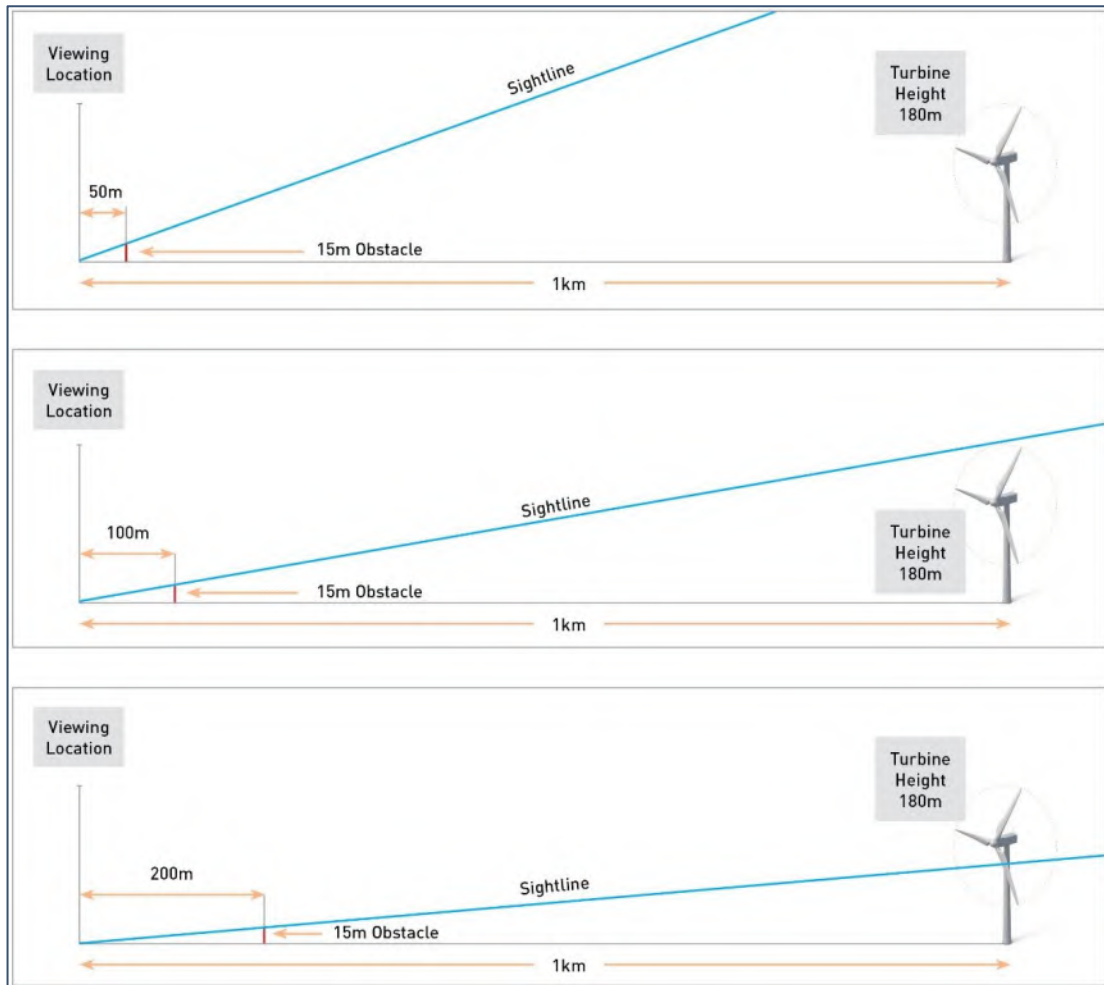 Viewing
Location
Sightline
Turbine
Height
180m
50m
15m Obstacle
1km
Viewing
Location
Sightline
100m
Turbine
Height
180m
15m Obstacle
1km
Viewing
Location
Turbine
Height
180m
200m
Sightline
15m Obstacle
1km